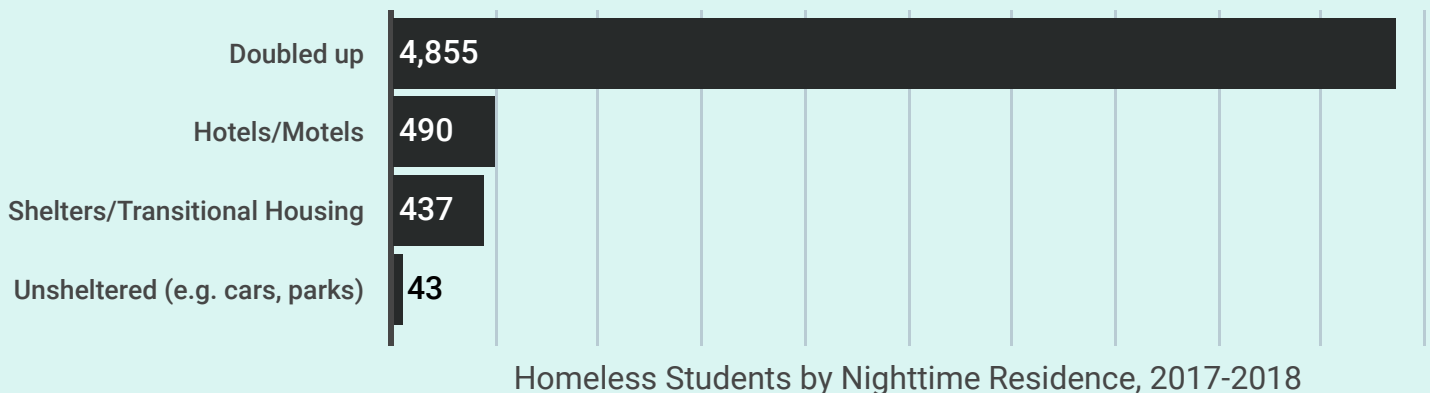 Doubled up 4,855
Hotels/Motels 490
Shelters/Transitional Housing 437
Unsheltered (e.g. cars, parks) 43
Homeless Students by Nighttime Residence, 2017-2018